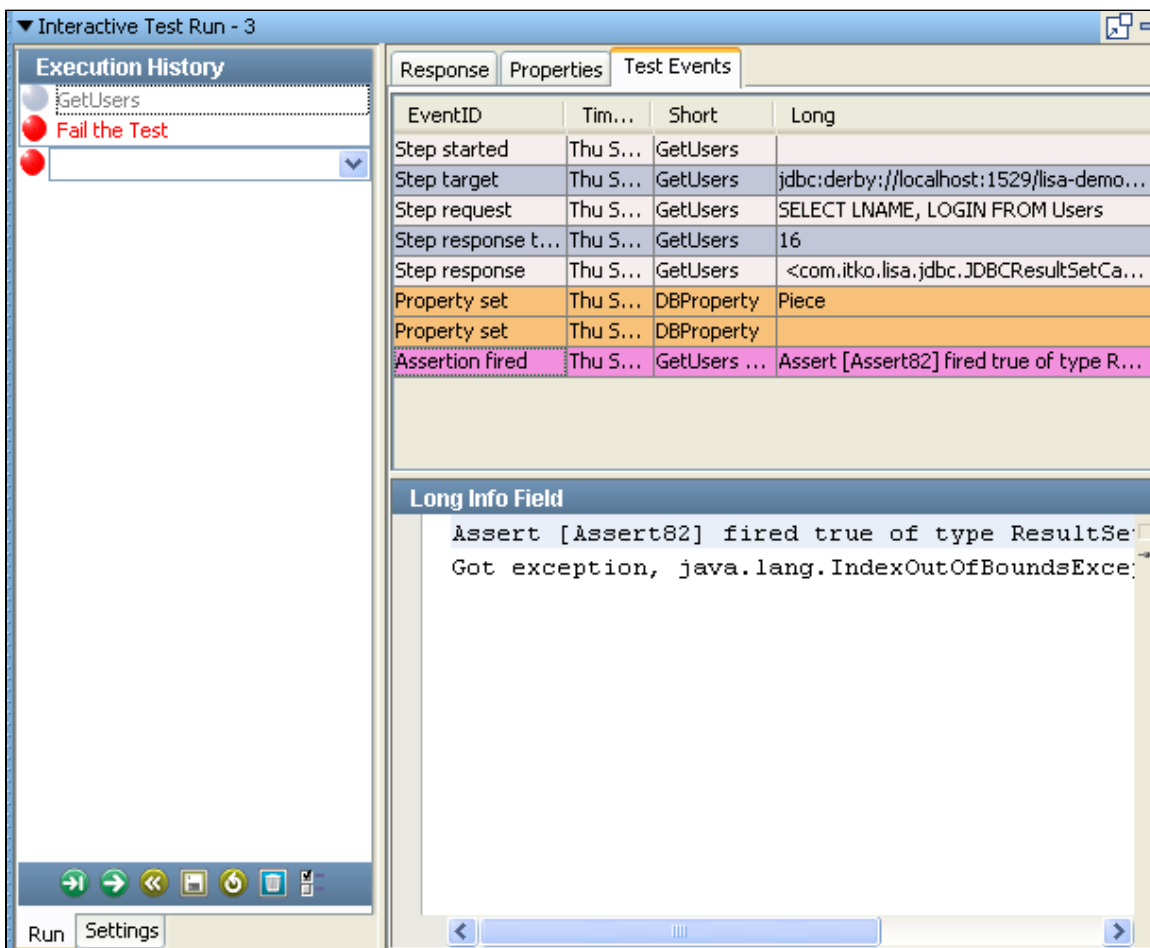 Interactive Test Run - 3
Execution History
GetUsers
Fail the Test
Response Properties Test Events
EventID Tim... Short Long
Step started Thu S... GetUsers
Step target Thu S... GetUsers jdbc:derby://localhost:1529/lisa-demo...
Step request Thu S... GetUsers SELECT LNAME, LOGIN FROM Users
Step response t... Thu S... GetUsers 16
Step response Thu S... GetUsers <com.itko.lisa.jdbc.JDBCResultSetCa...
Property set Thu S... DBProperty Piece
Property set Thu S... DBProperty
Assertion fired Thu S... GetUsers ... Assert [Assert82] fired true of type R...
Long Info Field
Assert [Assert82] fired true of type ResultSe
Got exception, java.lang.IndexOutOfBoundsExce
Run Settings